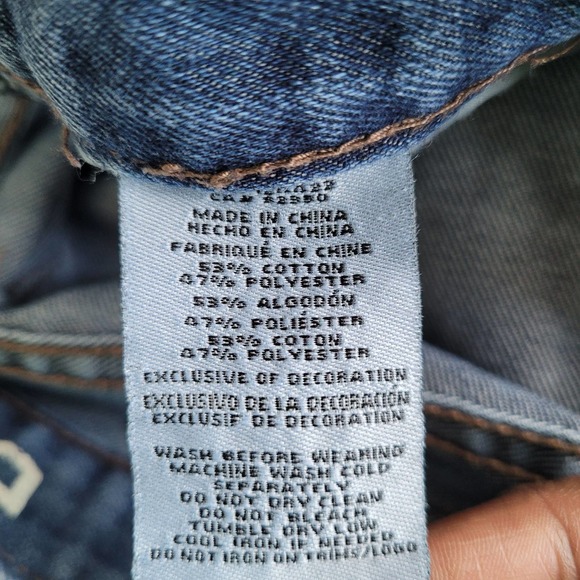 MADE IN CHINA
HECHO EN CHINA
FABRIQUÉ EN CHINE
53% COTTON
47% POLYESTER
53% ALGODÓN
47% POLIÉSTER
53% COTON
47% POLYESTER
EXCLUSIVE OF DECORATION
EXCLUSIVO DE LA DECORACIÓN
EXCLUSIF DE DECORATION
WASH BEFORE WEARING
MACHINE WASH COLD
SEPARATELY
DO NOT DRY CLEAN
DO NOT BLEACH
TUMBLE DRY LOW
COOL IRON IF NEEDED
DO NOT IRON ON TRIMS/LOGO